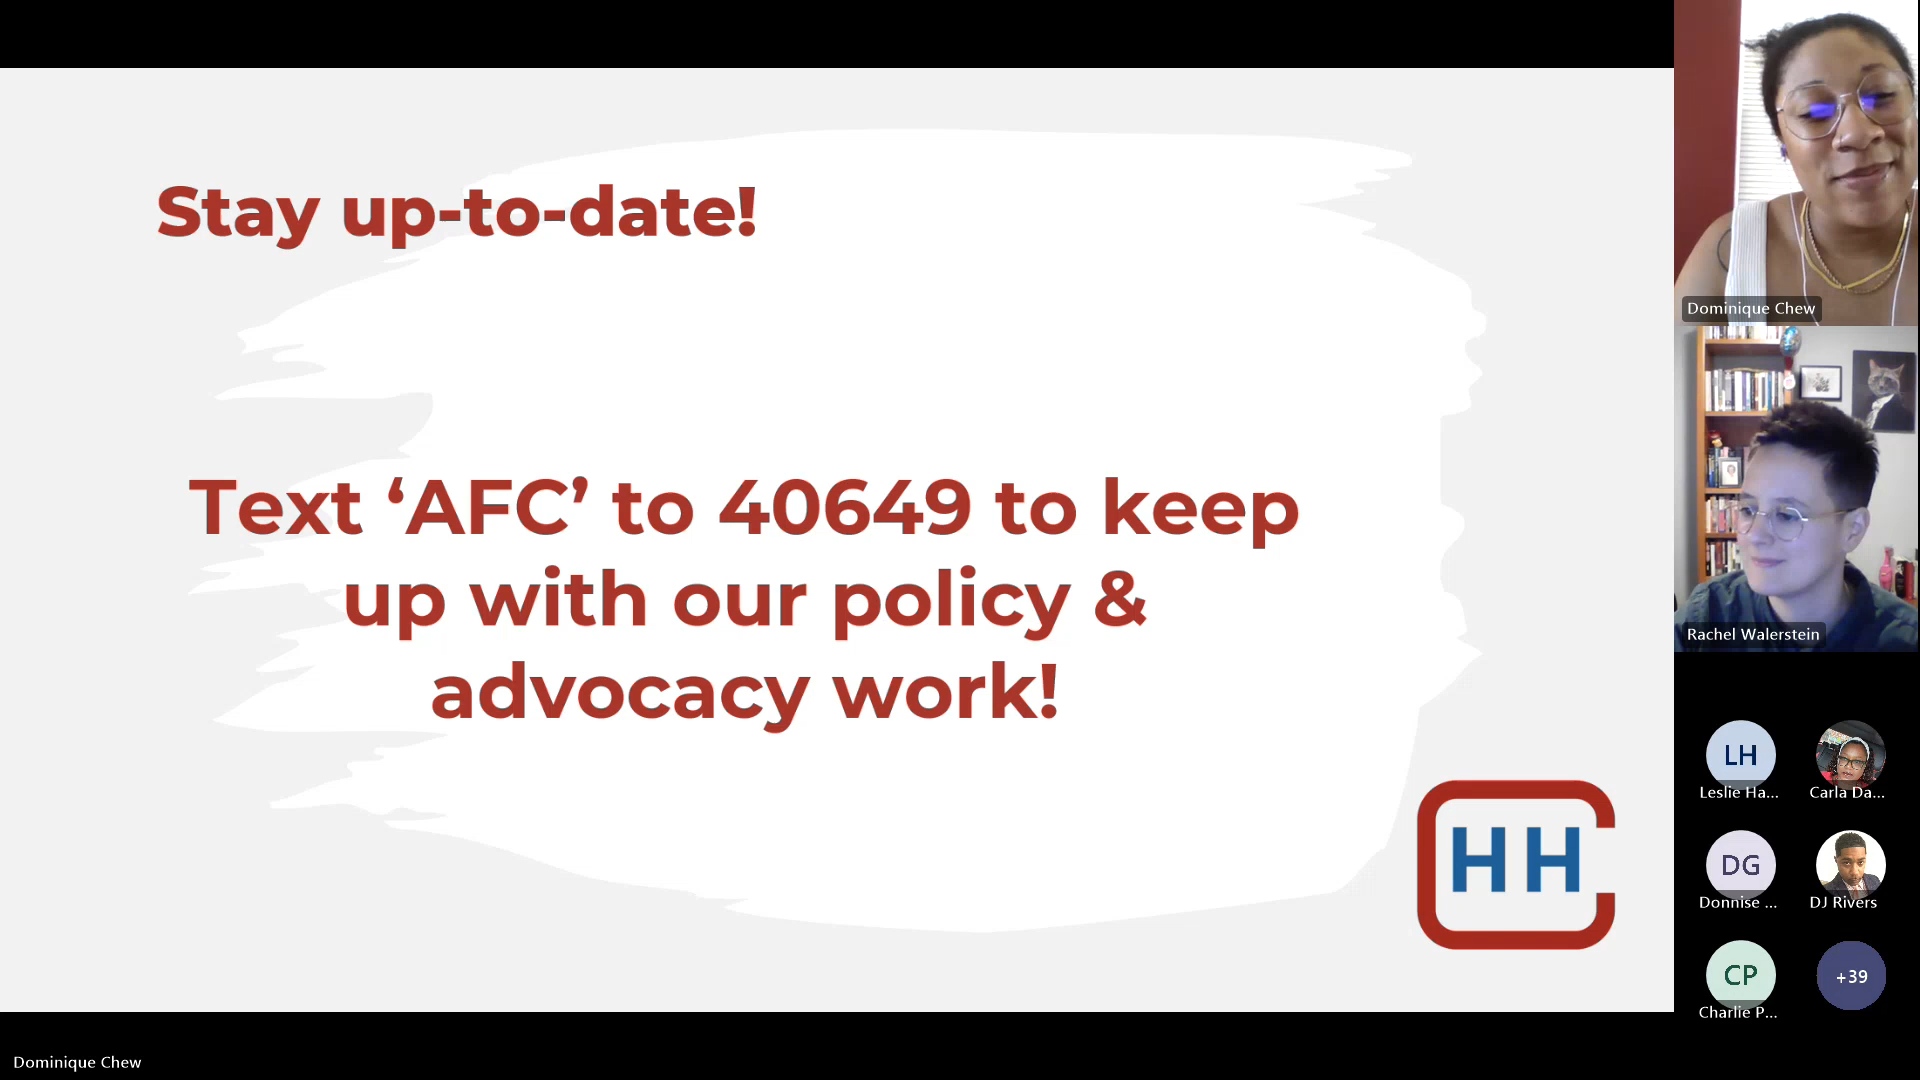 Stay up-to-date!
Text ‘AFC’ to 40649 to keep
up with our policy &
advocacy work!
HH
Dominique Chew
Rachel Walerstein
LH
Leslie Ha...
Carla Da...
DG
Donnise ...
DJ Rivers
CP
Charlie P...
+39
Dominique Chew